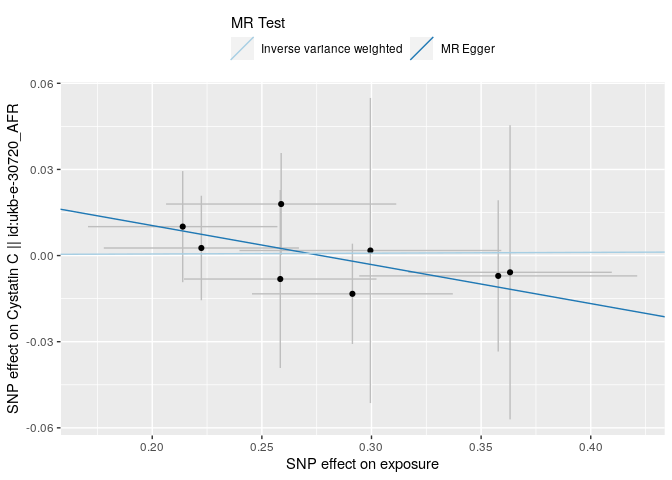 MR Test
Inverse variance weighted MR Egger
0.06
0.03
0.00
-0.03
-0.06
SNP effect on Cystatin C || id:ukb-e-30720_AFR
0.20 0.25 0.30 0.35 0.40
SNP effect on exposure